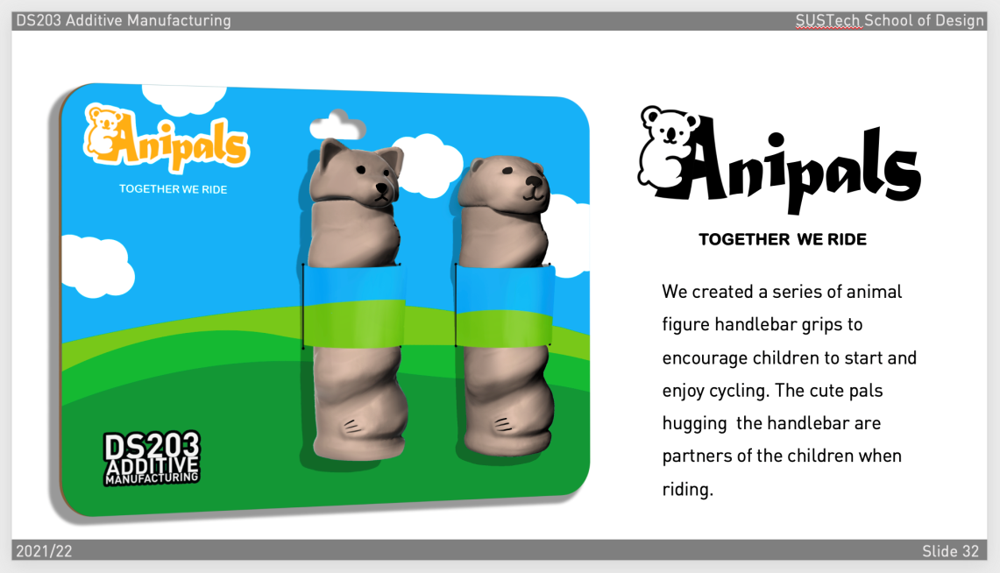 DS203 Additive Manufacturing
SUSTech School of Design
Anipals
TOGETHER WE RIDE
DS203
ADDITIVE
MANUFACTURING
Anipals
TOGETHER WE RIDE
We created a series of animal
figure handlebar grips to
encourage children to start and
enjoy cycling. The cute pals
hugging the handlebar are
partners of the children when
riding.
2021/22
Slide 32